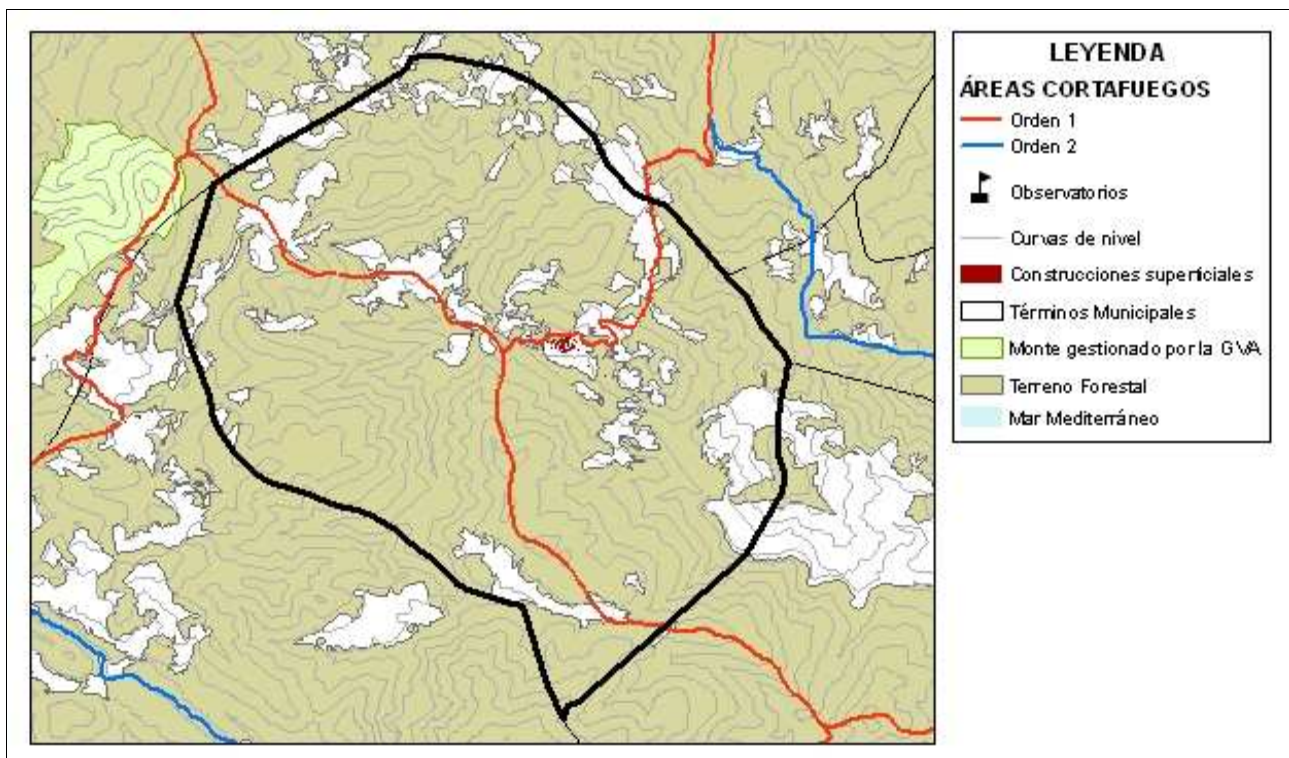 LEYENDA
ÁREAS CORTAFUEGOS
Orden 1
Orden 2
Observatorios
Curvas de nivel
Construcciones superficiales
Términos Municipales
Monte gestionado por la GVA
Terreno Forestal
Mar Mediterráneo